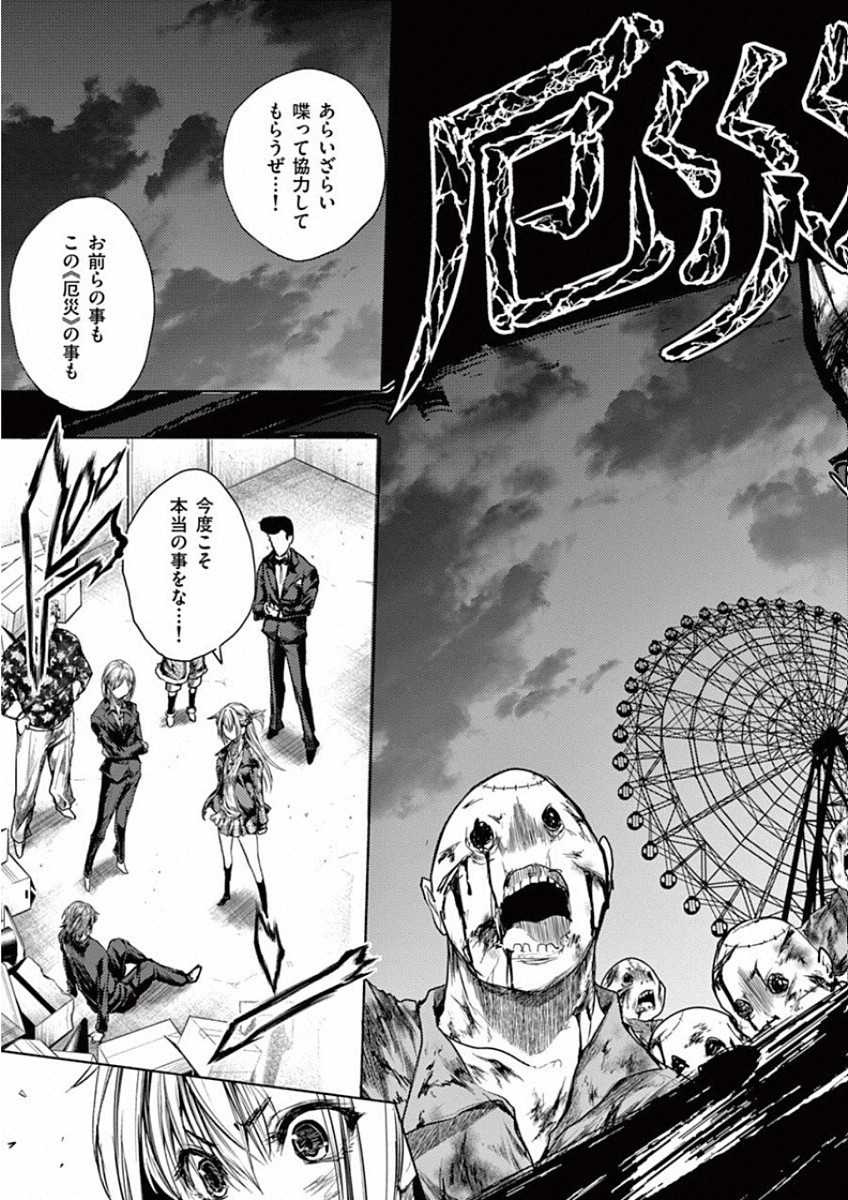 厄災
あらいざらい
喋って協力して
もらうぜ…！
お前らの事も
この《厄災》の事も
今度こそ
本当の事をな…！